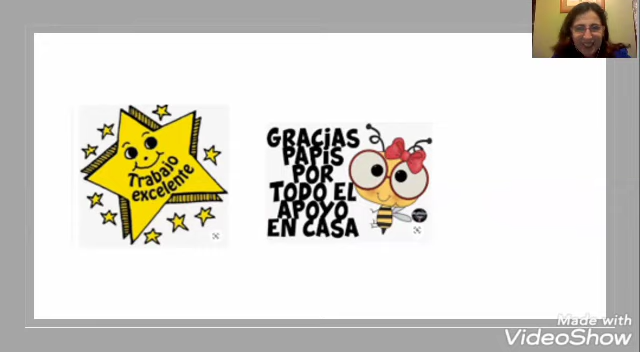 Trabajo
excelente
GRACIAS
PAPIS
POR
TODO EL
APOYO
EN CASA
Made with
VideoShow